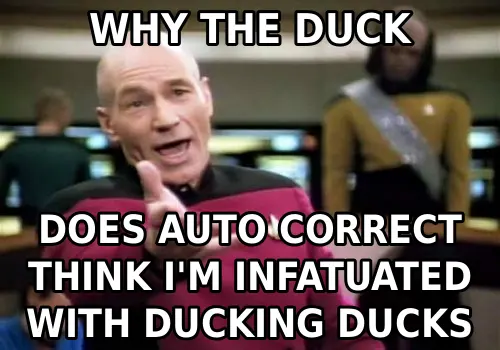 WHY THE DUCK
DOES AUTO CORRECT
THINK I'M INFATUATED
WITH DUCKING DUCKS